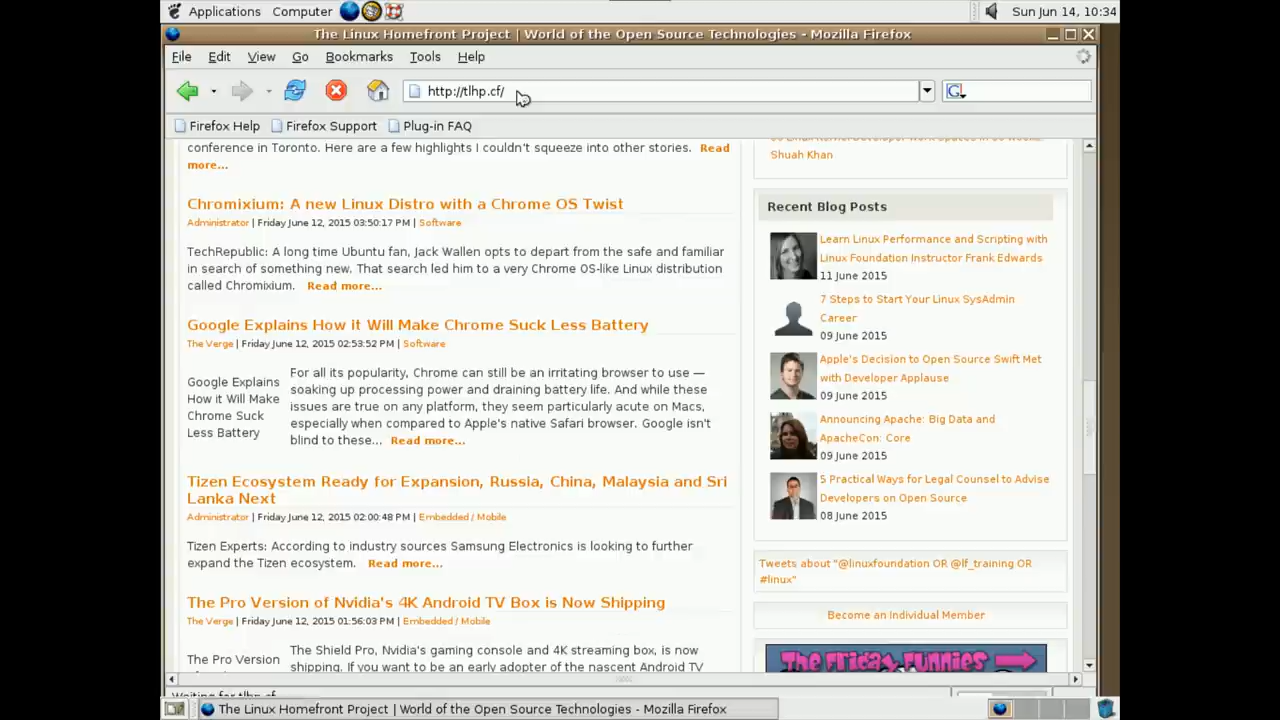 Applications Computer Sun Jun 14, 10:34
The Linux Homefront Project | World of the Open Source Technologies - Mozilla Firefox
File Edit View Go Bookmarks Tools Help
http://tlhp.cf/
Firefox Help Firefox Support Plug-in FAQ
conference in Toronto. Here are a few highlights I couldn't squeeze into other stories. Read
more...
Chromixium: A new Linux Distro with a Chrome OS Twist
Administrator | Friday June 12, 2015 03:50:17 PM | Software
TechRepublic: A long time Ubuntu fan, Jack Wallen opts to depart from the safe and familiar
in search of something new. That search led him to a very Chrome OS-like Linux distribution
called Chromixium. Read more...
Google Explains How it Will Make Chrome Suck Less Battery
The Verge | Friday June 12, 2015 02:53:52 PM | Software
Google Explains
How it Will Make
Chrome Suck
Less Battery
For all its popularity, Chrome can still be an irritating browser to use —
soaking up processing power and draining battery life. And while these
issues are true on any platform, they seem particularly acute on Macs,
especially when compared to Apple's native Safari browser. Google isn't
blind to these... Read more...
Tizen Ecosystem Ready for Expansion, Russia, China, Malaysia and Sri
Lanka Next
Administrator | Friday June 12, 2015 02:00:48 PM | Embedded / Mobile
Tizen Experts: According to industry sources Samsung Electronics is looking to further
expand the Tizen ecosystem. Read more...
The Pro Version of Nvidia's 4K Android TV Box is Now Shipping
The Verge | Friday June 12, 2015 01:56:03 PM | Embedded / Mobile
The Pro Version
The Shield Pro, Nvidia's gaming console and 4K streaming box, is now
shipping. If you want to be an early adopter of the nascent Android TV
Shuah Khan
Recent Blog Posts
Learn Linux Performance and Scripting with
Linux Foundation Instructor Frank Edwards
11 June 2015
7 Steps to Start Your Linux SysAdmin
Career
09 June 2015
Apple's Decision to Open Source Swift Met
with Developer Applause
09 June 2015
Announcing Apache: Big Data and
ApacheCon: Core
09 June 2015
5 Practical Ways for Legal Counsel to Advise
Developers on Open Source
08 June 2015
Tweets about "@linuxfoundation OR @lf_training OR
#linux"
Become an Individual Member
The Friday Funnies
Waiting for tlhp.cf
The Linux Homefront Project | World of the Open Source Technologies - Mozilla Firefox